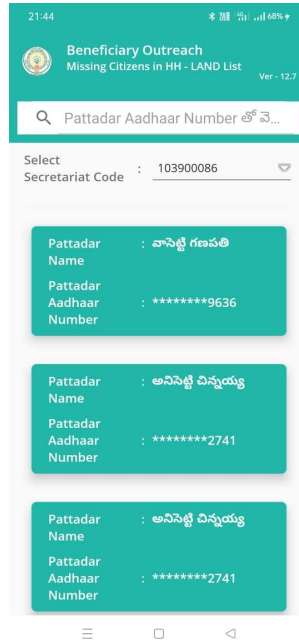 21:44
68%
Beneficiary Outreach
Missing Citizens in HH - LAND List
Ver - 12.7
Pattadar Aadhaar Number తో వె...
Select
Secretariat Code : 103900086
Pattadar : వాసెట్టి గణపతి
Name
Pattadar
Aadhaar : ********9636
Number
Pattadar : అనిసెట్టి చిన్నయ్య
Name
Pattadar
Aadhaar : ********2741
Number
Pattadar : అనిసెట్టి చిన్నయ్య
Name
Pattadar
Aadhaar : ********2741
Number